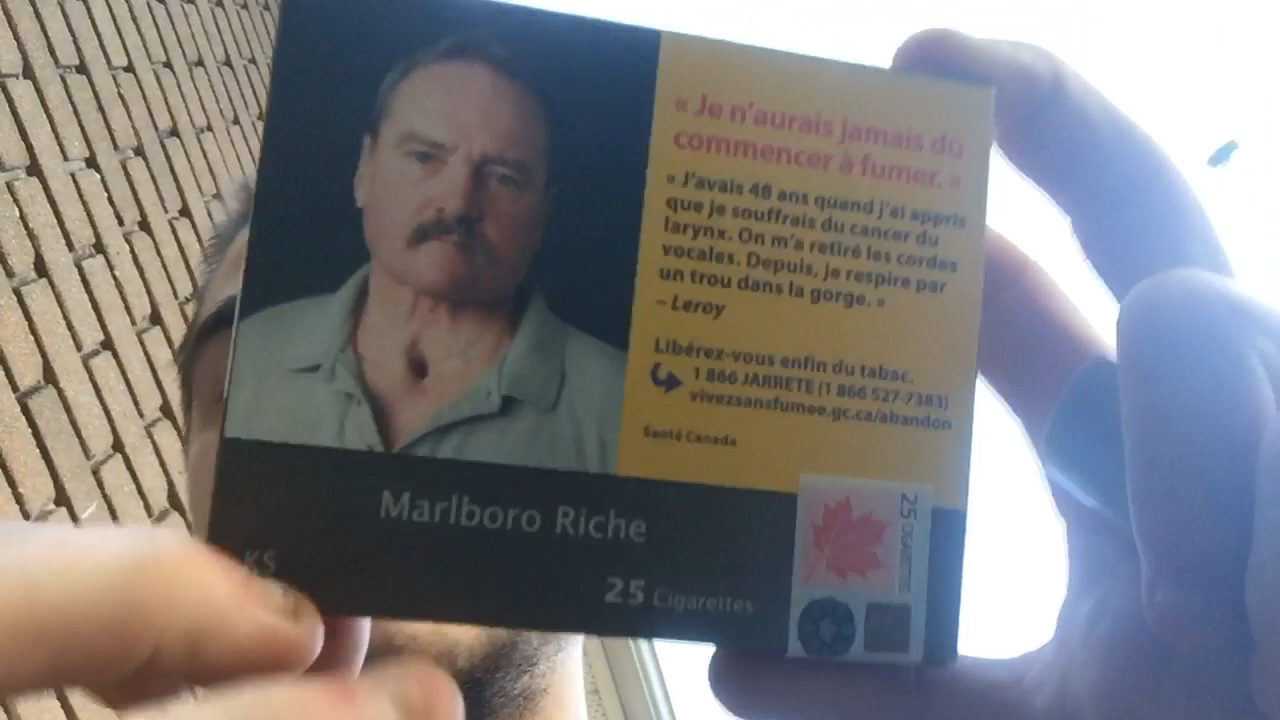 « Je n'aurais jamais dû
commencer à fumer. »
« J'avais 48 ans quand j'ai appris
que je souffrais du cancer du
larynx. On m'a retiré les cordes
vocales. Depuis, je respire par
un trou dans la gorge. »
– Leroy
Libérez-vous enfin du tabac.
1 866 JARRETE (1 866 527-7383)
vivezsansfumee.gc.ca/abandon
Santé Canada
Marlboro Riche
KS
25 Cigarettes
25 CIGARETTES